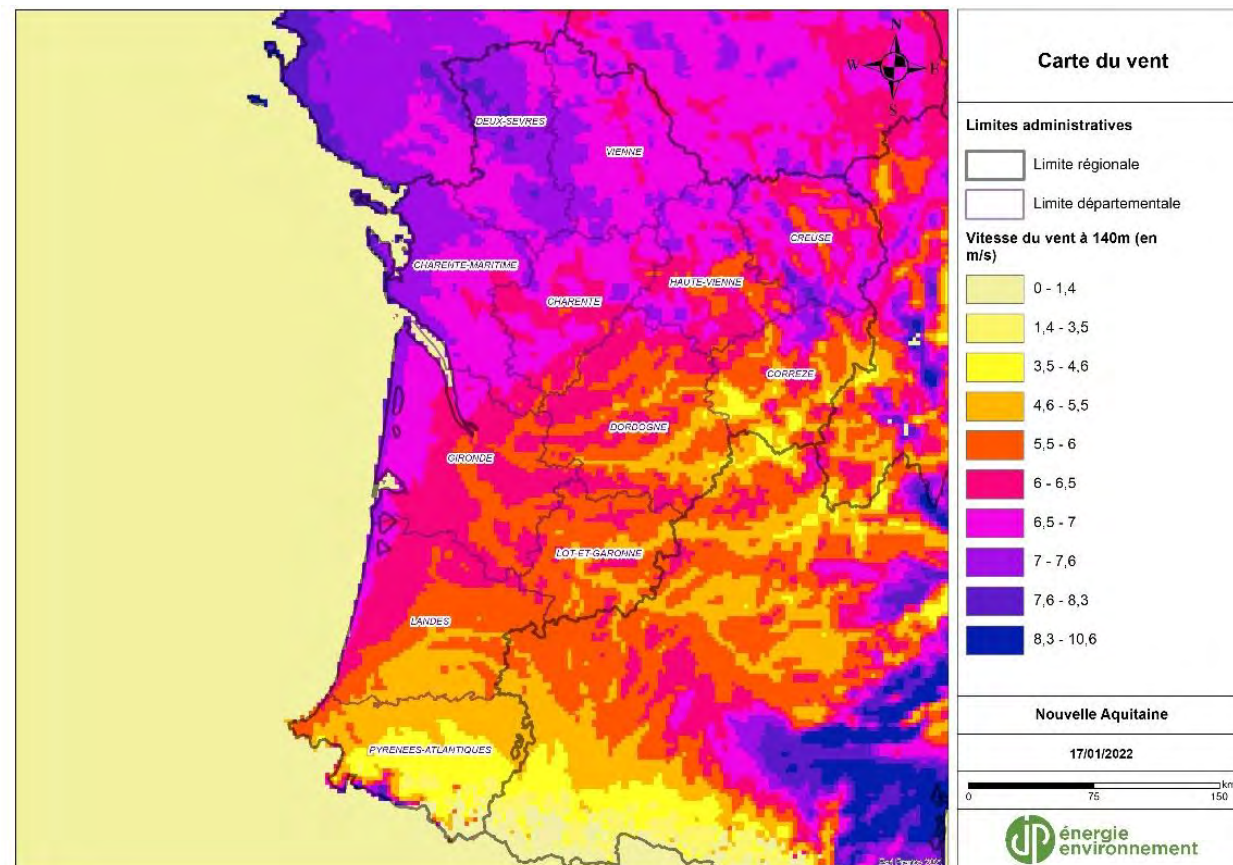 N
W
E
S
DEUX-SEVRES
VIENNE
CREUSE
CHARENTE-MARITIME
HAUTE-VIENNE
CHARENTE
CORREZE
DORDOGNE
GIRONDE
LOT-ET-GARONNE
LANDES
PYRENEES-ATLANTIQUES
Carte du vent
Limites administratives
Limite régionale
Limite départementale
Vitesse du vent à 140m (en
m/s)
0 - 1,4
1,4 - 3,5
3,5 - 4,6
4,6 - 5,5
5,5 - 6
6 - 6,5
6,5 - 7
7 - 7,6
7,6 - 8,3
8,3 - 10,6
Nouvelle Aquitaine
17/01/2022
km
0 75 150
JP énergie
environnement